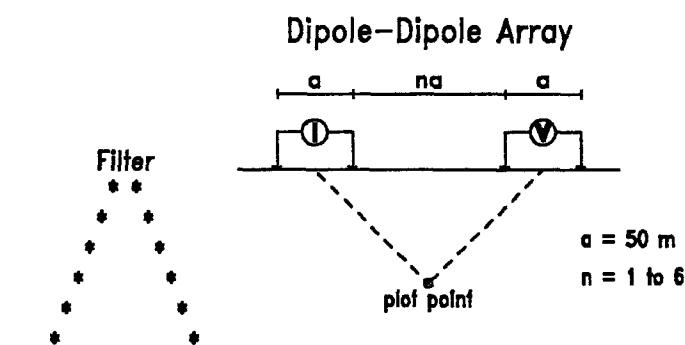 Dipole-Dipole Array
a na a
I V
Filter
* *
* *
* *
* *
* *
* *
a = 50 m
n = 1 to 6
plot point